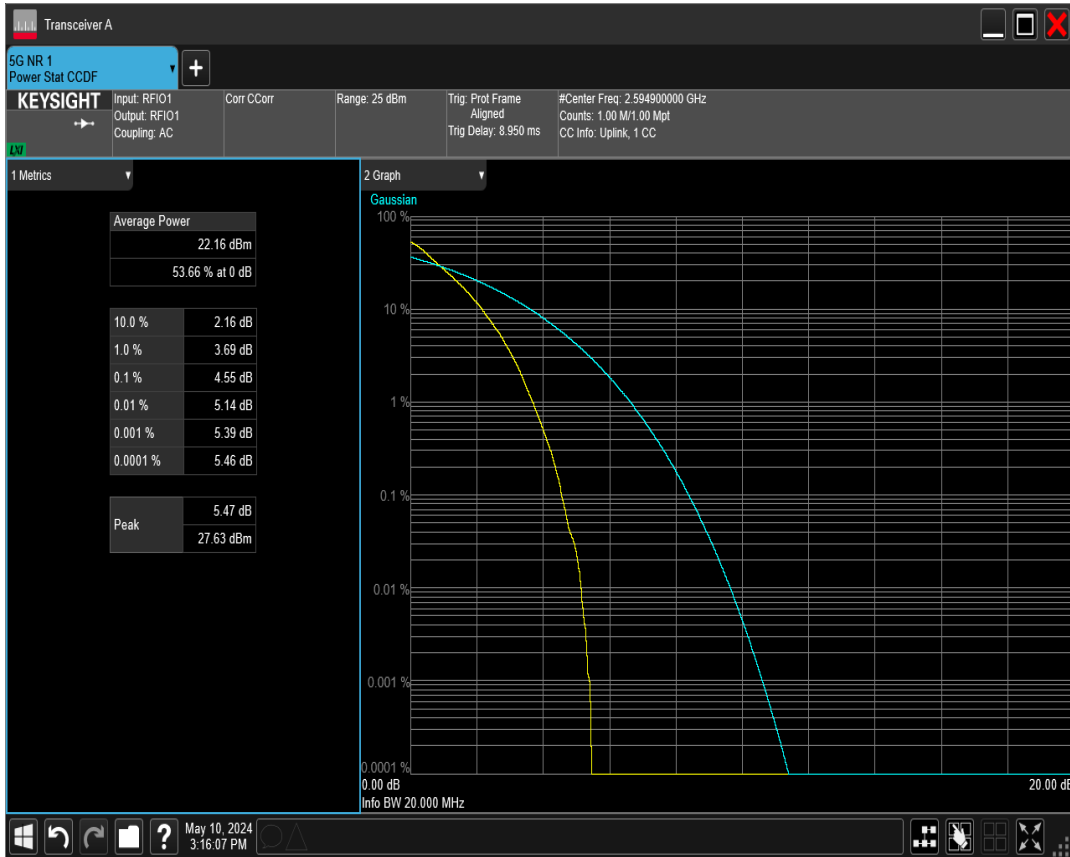 Transceiver A
5G NR 1
Power Stat CCDF
+
KEYSIGHT
LXI
Input: RFIO1
Output: RFIO1
Coupling: AC
Corr CCorr
Range: 25 dBm
Trig: Prot Frame
Aligned
Trig Delay: 8.950 ms
#Center Freq: 2.594900000 GHz
Counts: 1.00 M/1.00 Mpt
CC Info: Uplink, 1 CC
1 Metrics
Average Power
22.16 dBm
53.66 % at 0 dB
10.0 % 2.16 dB
1.0 % 3.69 dB
0.1 % 4.55 dB
0.01 % 5.14 dB
0.001 % 5.39 dB
0.0001 % 5.46 dB
Peak
5.47 dB
27.63 dBm
2 Graph
Gaussian
100 %
10 %
1 %
0.1 %
0.01 %
0.001 %
0.0001 %
0.00 dB 20.00 dB
Info BW 20.000 MHz
?
May 10, 2024
3:16:07 PM